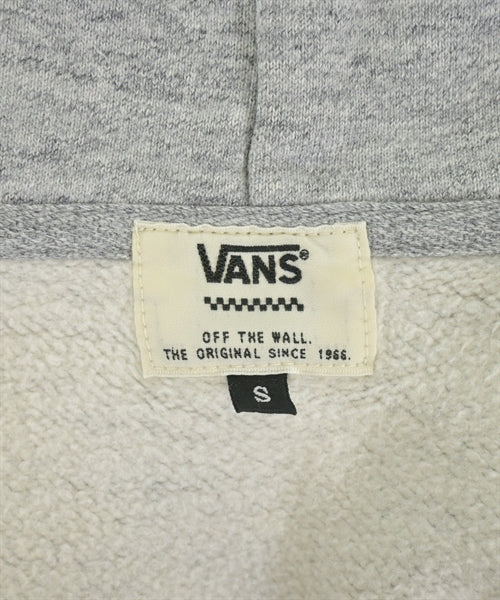 VANS®
OFF THE WALL.
THE ORIGINAL SINCE 1966.
S